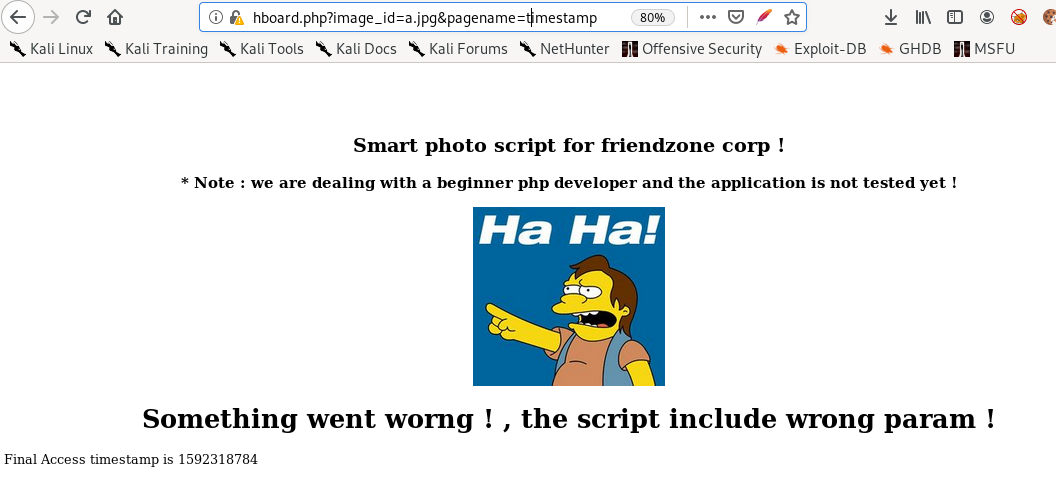 hboard.php?image_id=a.jpg&pagename=timestamp 80%
Kali Linux Kali Training Kali Tools Kali Docs Kali Forums NetHunter Offensive Security Exploit-DB GHDB MSFU
Smart photo script for friendzone corp !
* Note : we are dealing with a beginner php developer and the application is not tested yet !
Ha Ha!
Something went worng ! , the script include wrong param !
Final Access timestamp is 1592318784